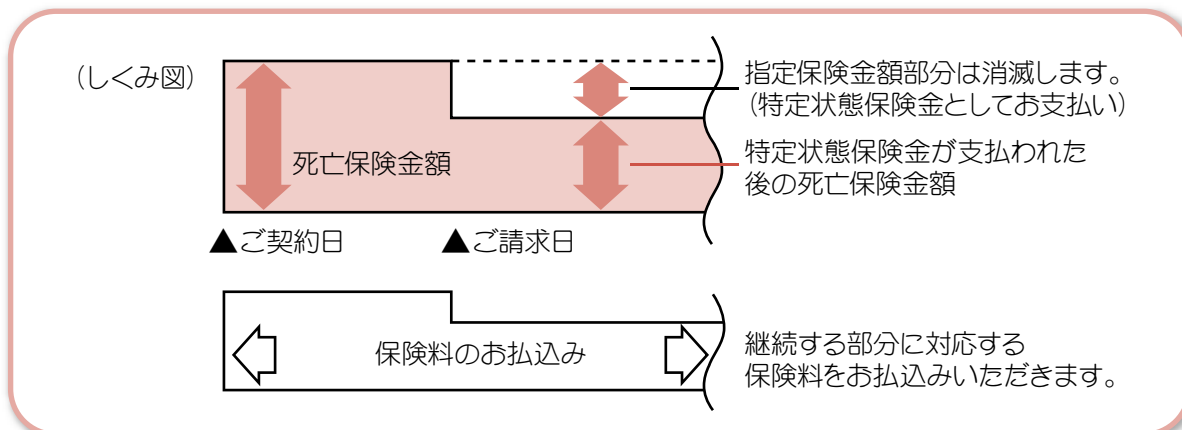 （しくみ図）
指定保険金額部分は消滅します。
（特定状態保険金としてお支払い）
死亡保険金額
特定状態保険金が支払われた
後の死亡保険金額
▲ご契約日
▲ご請求日
保険料のお払込み
継続する部分に対応する
保険料をお払込みいただきます。